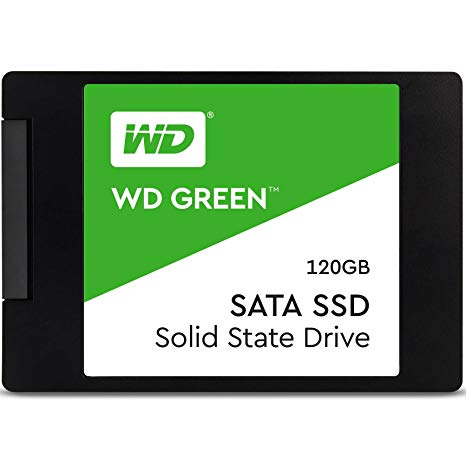 WD®
WD GREEN™
120GB
SATA SSD
Solid State Drive